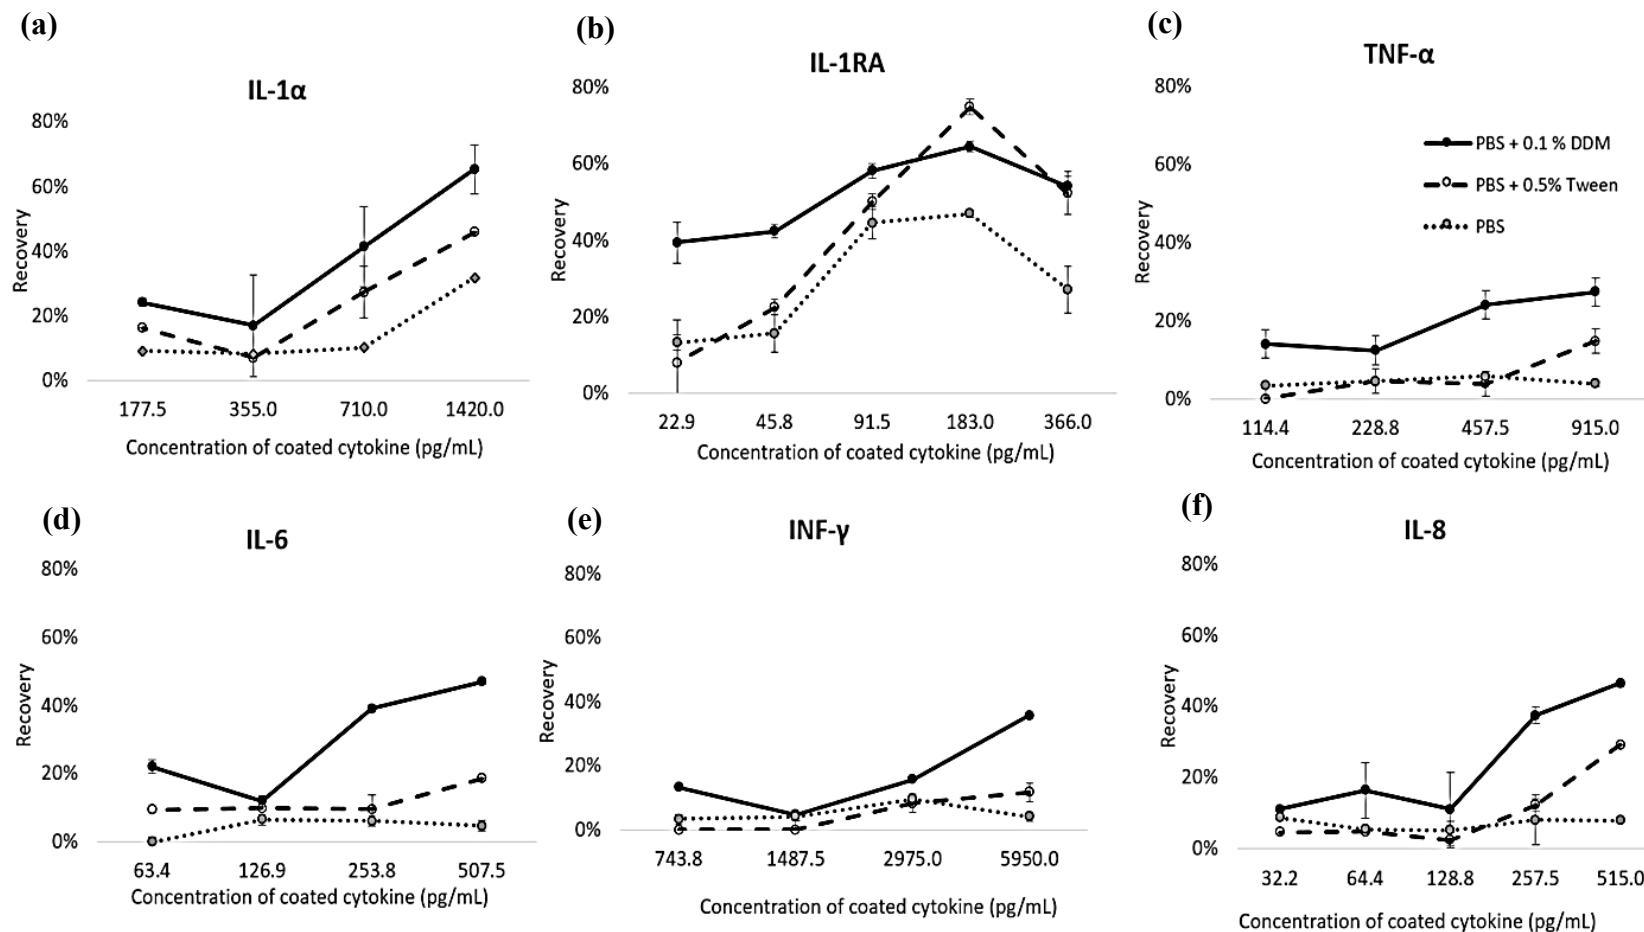 (a)
IL-1α
80%
60%
40%
20%
0%
Recovery
177.5 355.0 710.0 1420.0
Concentration of coated cytokine (pg/mL)
(b)
IL-1RA
80%
60%
40%
20%
0%
Recovery
22.9 45.8 91.5 183.0 366.0
Concentration of coated cytokine (pg/mL)
(c)
TNF-α
80%
60%
40%
20%
0%
Recovery
PBS + 0.1 % DDM
PBS + 0.5% Tween
PBS
114.4 228.8 457.5 915.0
Concentration of coated cytokine (pg/mL)
(d)
IL-6
80%
60%
40%
20%
0%
Recovery
63.4 126.9 253.8 507.5
Concentration of coated cytokine (pg/mL)
(e)
INF-γ
80%
60%
40%
20%
0%
Recovery
743.8 1487.5 2975.0 5950.0
Concentration of coated cytokine (pg/mL)
(f)
IL-8
80%
60%
40%
20%
0%
Recovery
32.2 64.4 128.8 257.5 515.0
Concentration of coated cytokine (pg/mL)